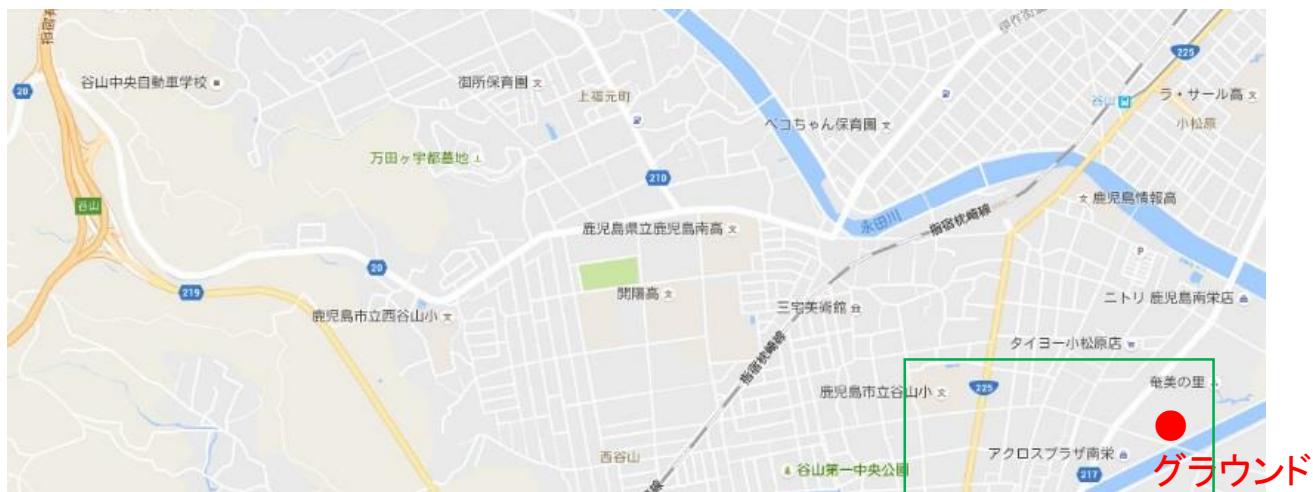 指宿有
産作街道
225
谷山中央自動車学校
御所保育園
谷山
ラ・サール高
20
上福元町
小松原
ペコちゃん保育園
万田ヶ宇都墓地
210
谷山
鹿児島情報高
鹿児島県立鹿児島南高
永田川
指宿枕崎線
P
20
219
開陽高
三宅美術館
ニトリ 鹿児島南栄店
鹿児島市立西谷山小
タイヨー小松原店
指宿枕崎線
奄美の里
鹿児島市立谷山小
225
西谷山
アクロスプラザ南栄
谷山第一中央公園
217
グラウンド
崎線